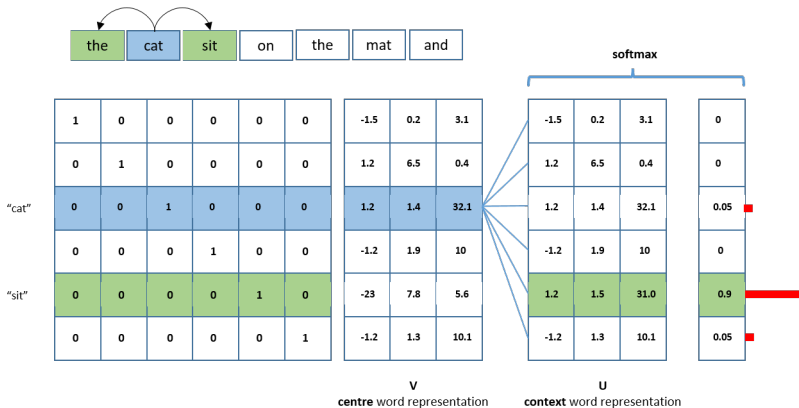 the cat sit on the mat and
softmax
1 0 0 0 0 0 -1.5 0.2 3.1 -1.5 0.2 3.1 0
0 1 0 0 0 0 1.2 6.5 0.4 1.2 6.5 0.4 0
“cat” 0 0 1 0 0 0 1.2 1.4 32.1 1.2 1.4 32.1 0.05
0 0 0 1 0 0 -1.2 1.9 10 -1.2 1.9 10 0
“sit” 0 0 0 0 1 0 -23 7.8 5.6 1.2 1.5 31.0 0.9
0 0 0 0 0 1 -1.2 1.3 10.1 -1.2 1.3 10.1 0.05
V U
centre word representation context word representation